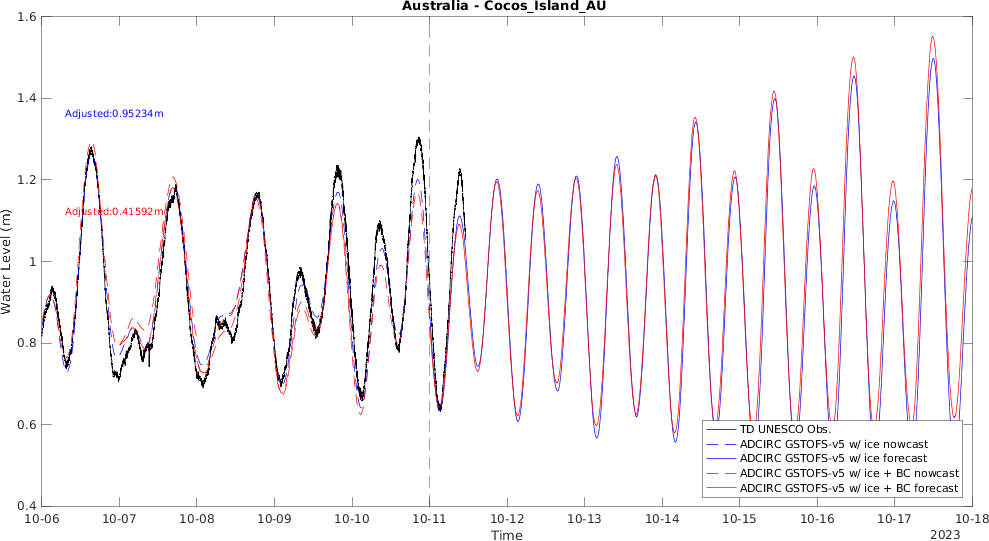 Australia - Cocos_Island_AU
1.6
1.4
1.2
1
0.8
0.6
0.4
Water Level (m)
Adjusted:0.95234m
Adjusted:0.41592m
TD UNESCO Obs.
ADCIRC GSTOFS-v5 w/ ice nowcast
ADCIRC GSTOFS-v5 w/ ice forecast
ADCIRC GSTOFS-v5 w/ ice + BC nowcast
ADCIRC GSTOFS-v5 w/ ice + BC forecast
10-06 10-07 10-08 10-09 10-10 10-11 10-12 10-13 10-14 10-15 10-16 10-17 10-18
Time
2023